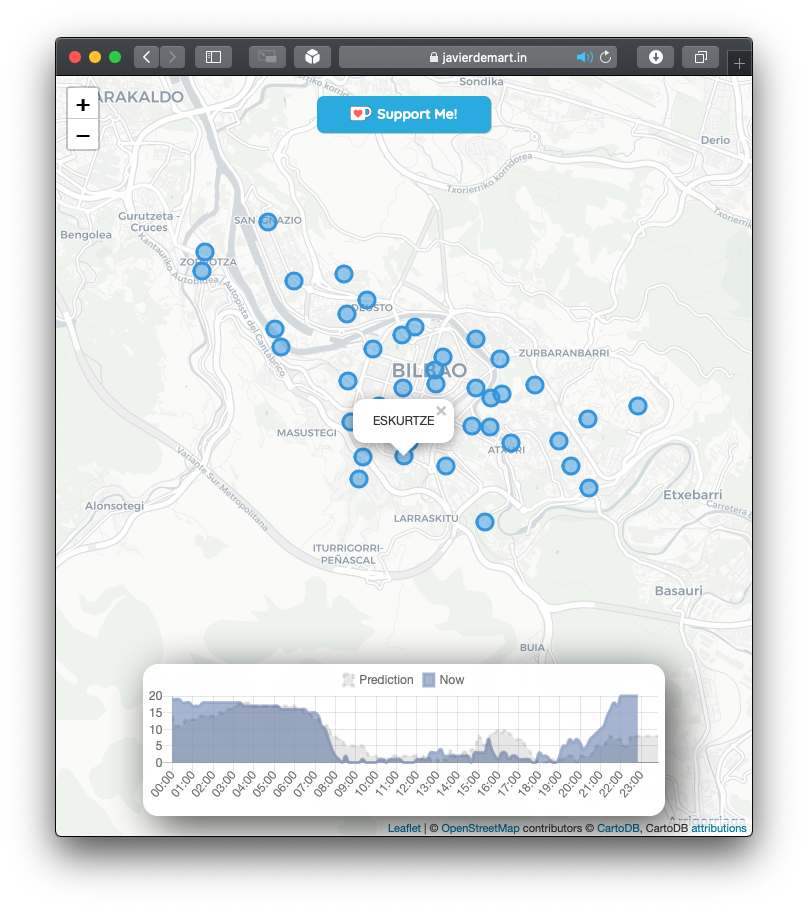 javierdemart.in
+
−
ARAKALDO
Sondika
Support Me!
Derio
Txorierriko korridorea
Txorierriko korridorea
Gurutzeta -
Cruces
SAN
Bengolea
Kantauriko Autobidea / Autopista del Cantábrico
DEUSTO
BILBAO
ZURBARANBARRI
ESKURTZE
×
MASUSTEGI
ATXURI
Variante Sur Metropolitana
Alonsotegi
Etxebarri
LARRASKITU
ITURRIGORRI-
PEÑASCAL
Basauri
BUIA
Prediction Now
20
15
10
5
0
00:00 01:00 02:00 03:00 04:00 05:00 06:00 07:00 08:00 09:00 10:00 11:00 12:00 13:00 14:00 15:00 16:00 17:00 18:00 19:00 20:00 21:00 22:00 23:00
Leaflet | © OpenStreetMap contributors © CartoDB, CartoDB attributions